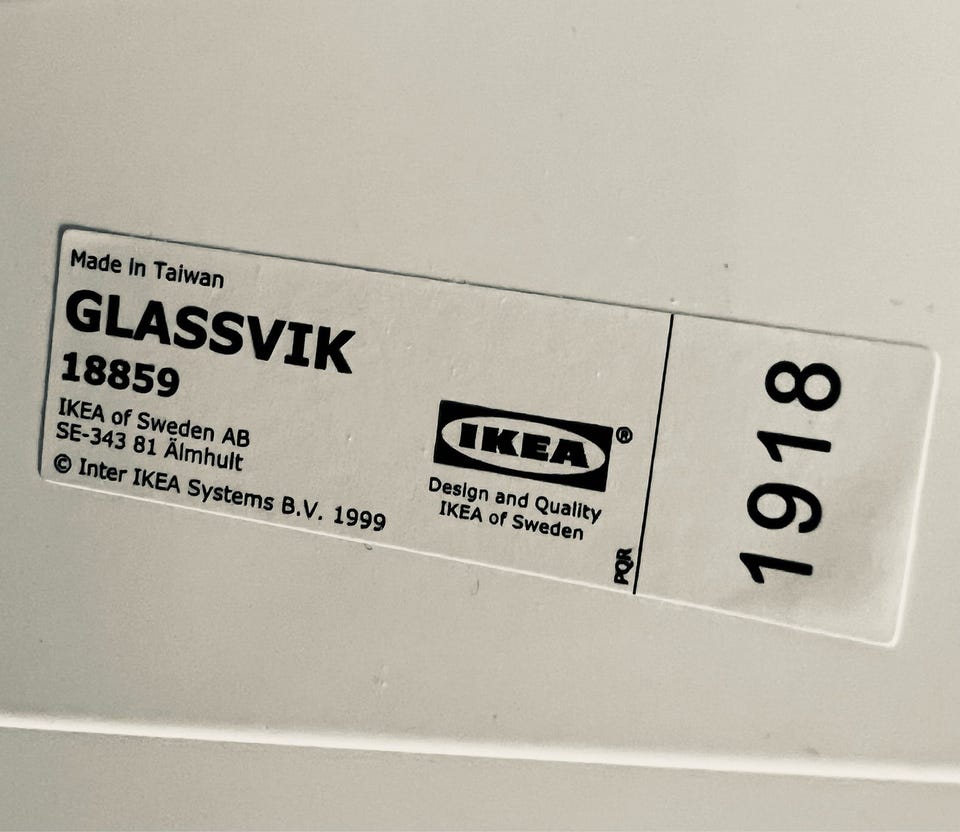 Made in Taiwan
GLASSVIK
18859
IKEA of Sweden AB
SE-343 81 Älmhult
© Inter IKEA Systems B.V. 1999
IKEA®
Design and Quality
IKEA of Sweden
PQR
1918